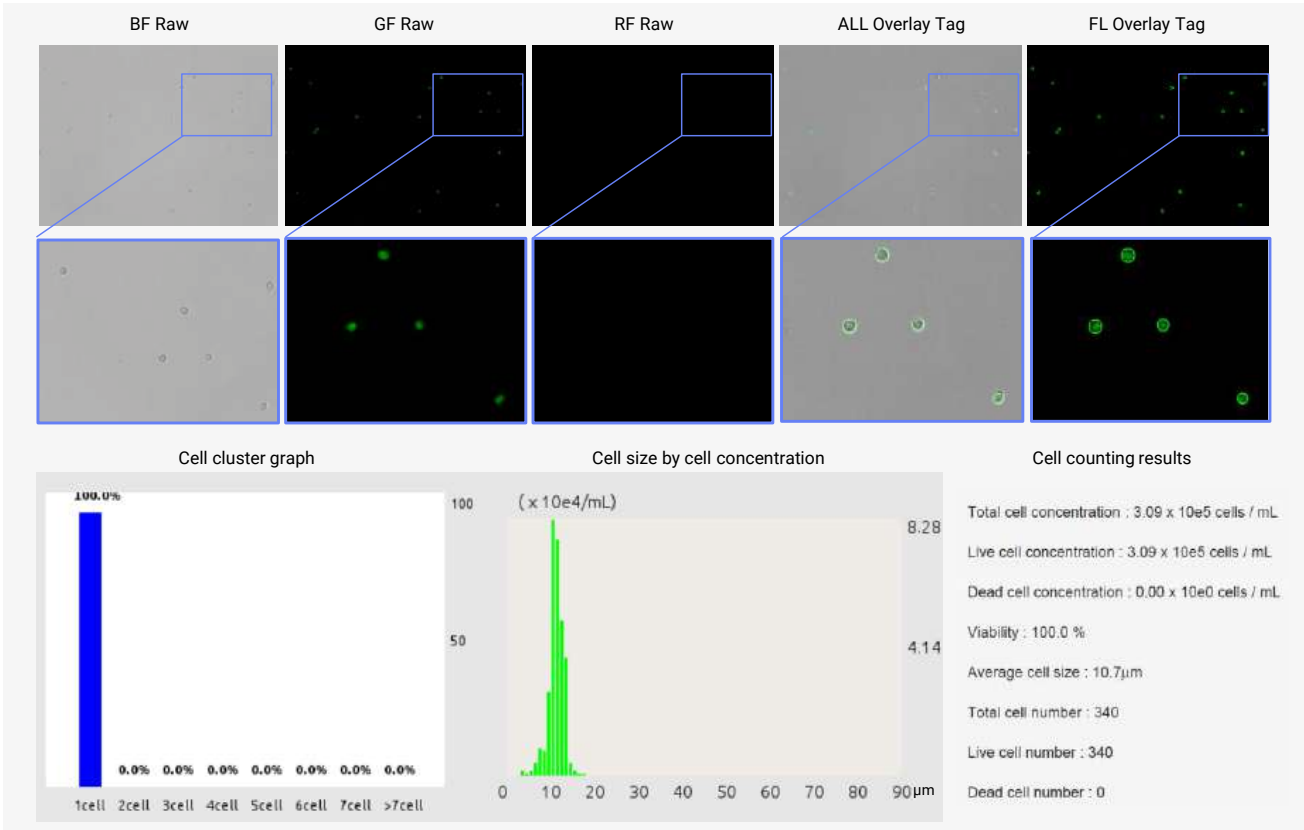 BF Raw
GF Raw
RF Raw
ALL Overlay Tag
FL Overlay Tag
Cell cluster graph
100.0%
100
50
0.0% 0.0% 0.0% 0.0% 0.0% 0.0% 0.0%
1cell 2cell 3cell 4cell 5cell 6cell 7cell >7cell
Cell size by cell concentration
(x 10e4/mL)
8.28
4.14
0 10 20 30 40 50 60 70 80 90 µm
Cell counting results
Total cell concentration : 3.09 x 10e5 cells / mL
Live cell concentration : 3.09 x 10e5 cells / mL
Dead cell concentration : 0.00 x 10e0 cells / mL
Viability : 100.0 %
Average cell size : 10.7µm
Total cell number : 340
Live cell number : 340
Dead cell number : 0